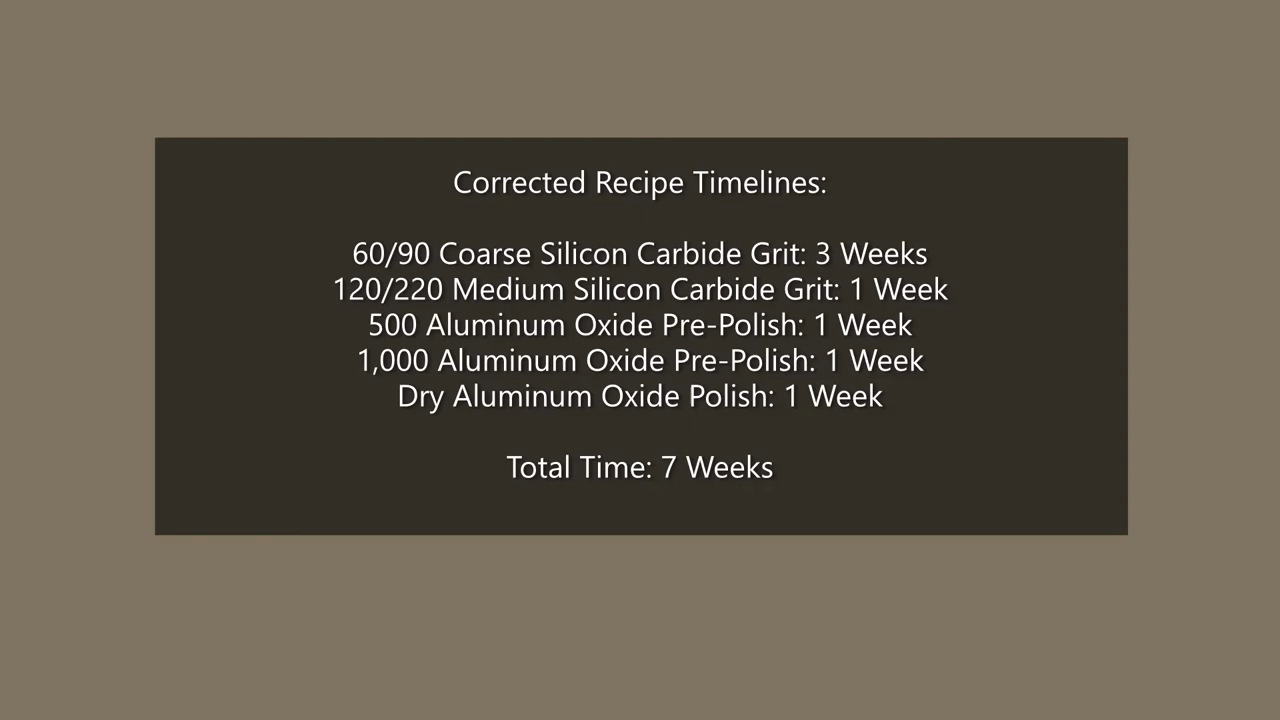 Corrected Recipe Timelines:
60/90 Coarse Silicon Carbide Grit: 3 Weeks
120/220 Medium Silicon Carbide Grit: 1 Week
500 Aluminum Oxide Pre-Polish: 1 Week
1,000 Aluminum Oxide Pre-Polish: 1 Week
Dry Aluminum Oxide Polish: 1 Week
Total Time: 7 Weeks